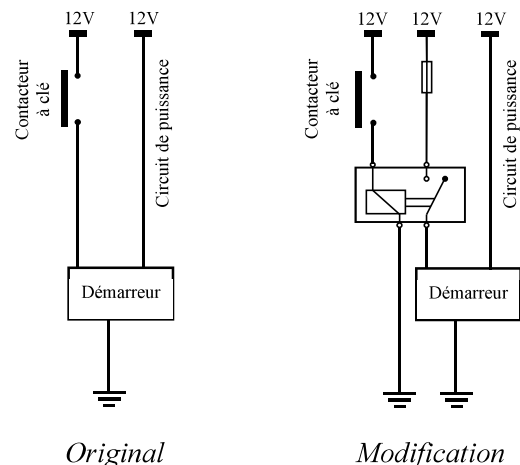 12V
12V
Contacteur
à clé
Circuit de puissance
Démarreur
Original
12V
12V
12V
Contacteur
à clé
Circuit de puissance
Démarreur
Modification